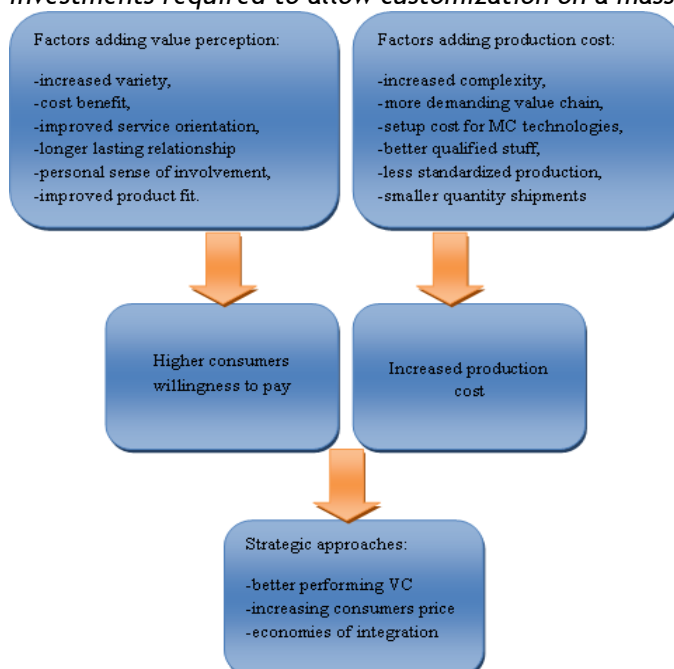 investments required to allow customization on a mass
Factors adding value perception:
-increased variety,
-cost benefit,
-improved service orientation,
-longer lasting relationship
-personal sense of involvement,
-improved product fit.
Factors adding production cost:
-increased complexity,
-more demanding value chain,
-setup cost for MC technologies,
-better qualified stuff,
-less standardized production,
-smaller quantity shipments
Higher consumers
willingness to pay
Increased production
cost
Strategic approaches:
-better performing VC
-increasing consumers price
-economies of integration